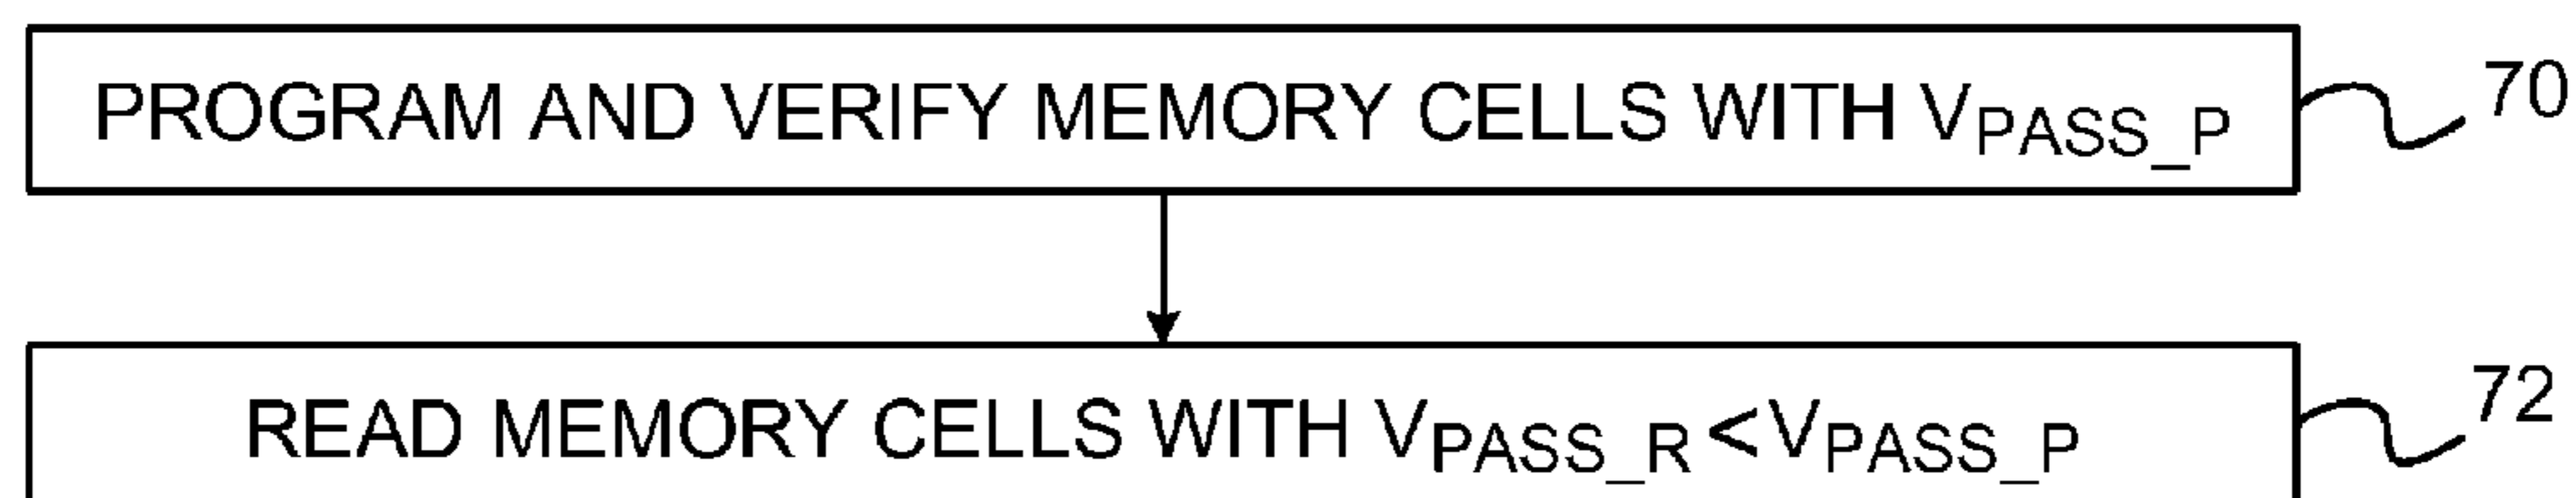 PROGRAM AND VERIFY MEMORY CELLS WITH VPASS_P
70
READ MEMORY CELLS WITH VPASS_R < VPASS_P
72